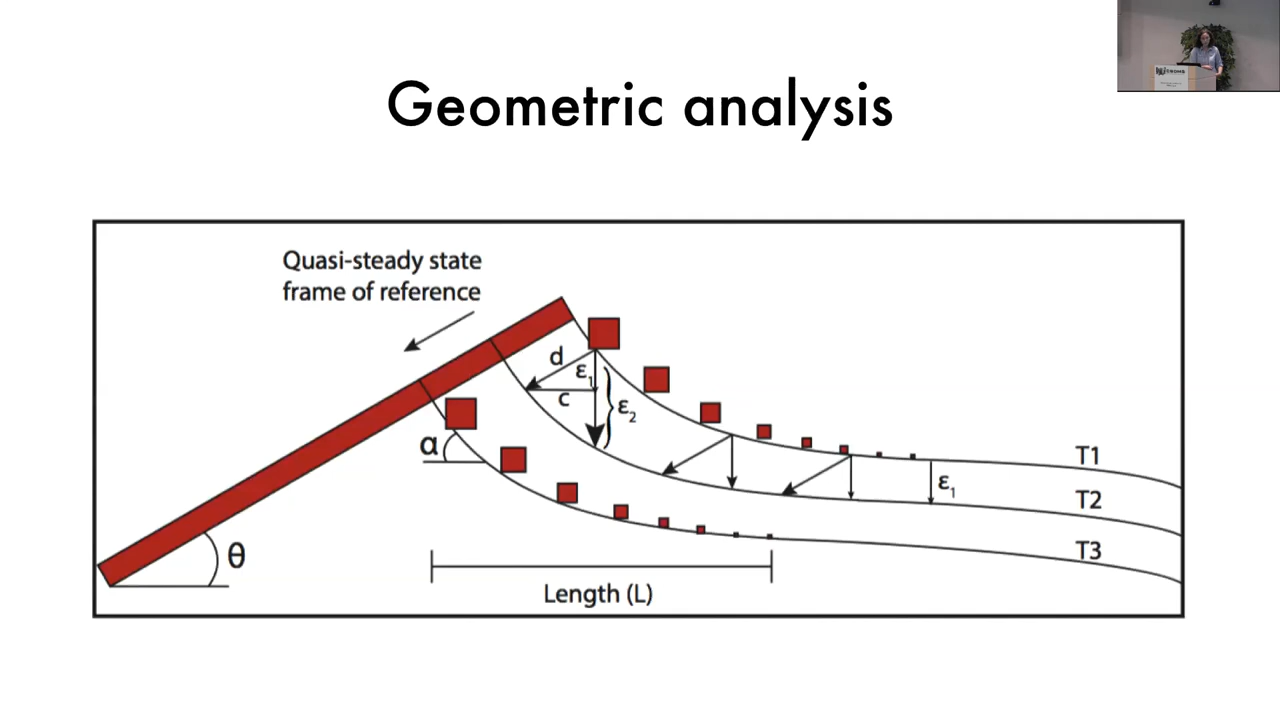 Geometric analysis
Quasi-steady state
frame of reference
d
ε1
c
ε2
α
T1
ε1
T2
θ
T3
Length (L)